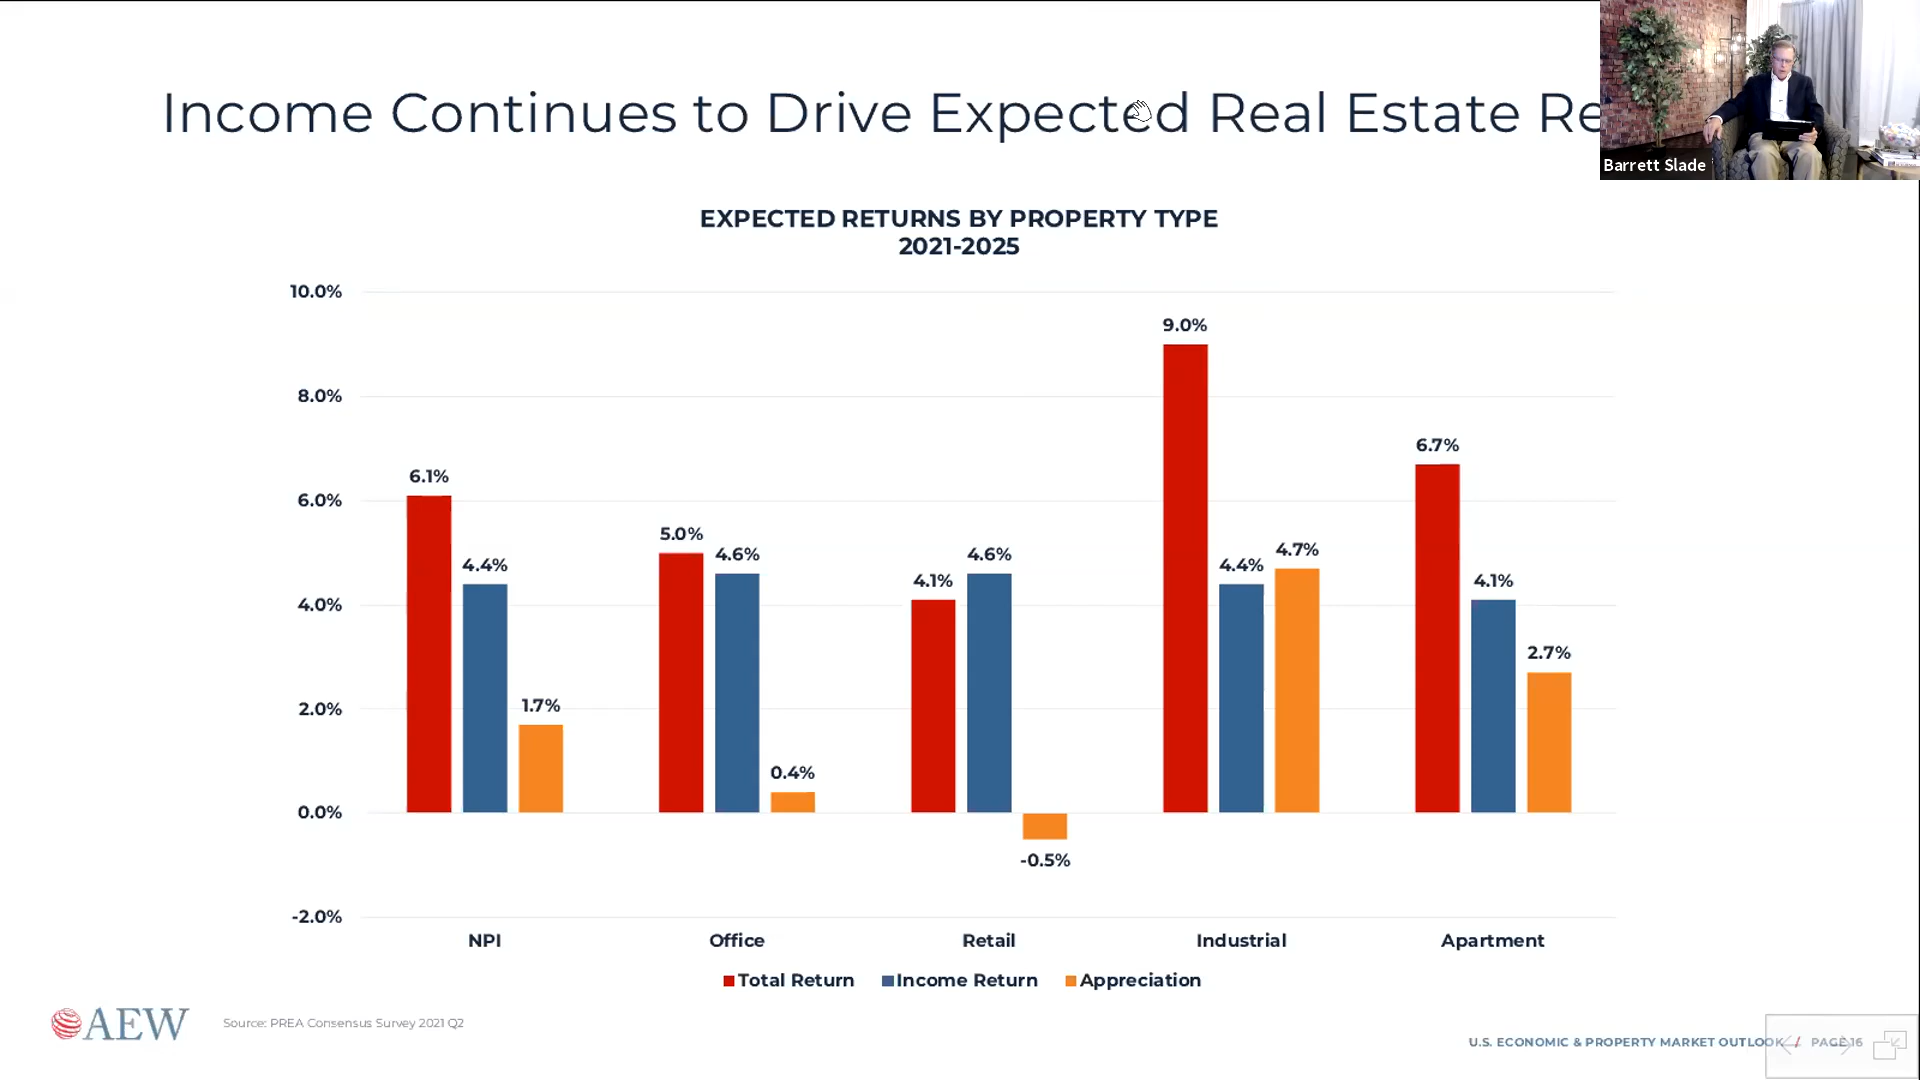 Income Continues to Drive Expected Real Estate Re
Barrett Slade
EXPECTED RETURNS BY PROPERTY TYPE
2021-2025
10.0%
8.0%
6.0%
4.0%
2.0%
0.0%
-2.0%
6.1%
4.4%
1.7%
5.0%
4.6%
0.4%
4.1%
4.6%
-0.5%
9.0%
4.4%
4.7%
6.7%
4.1%
2.7%
NPI
Office
Retail
Industrial
Apartment
Total Return
Income Return
Appreciation
AEW
Source: PREA Consensus Survey 2021 Q2
U.S. ECONOMIC & PROPERTY MARKET OUTLOOK / PAGE 16